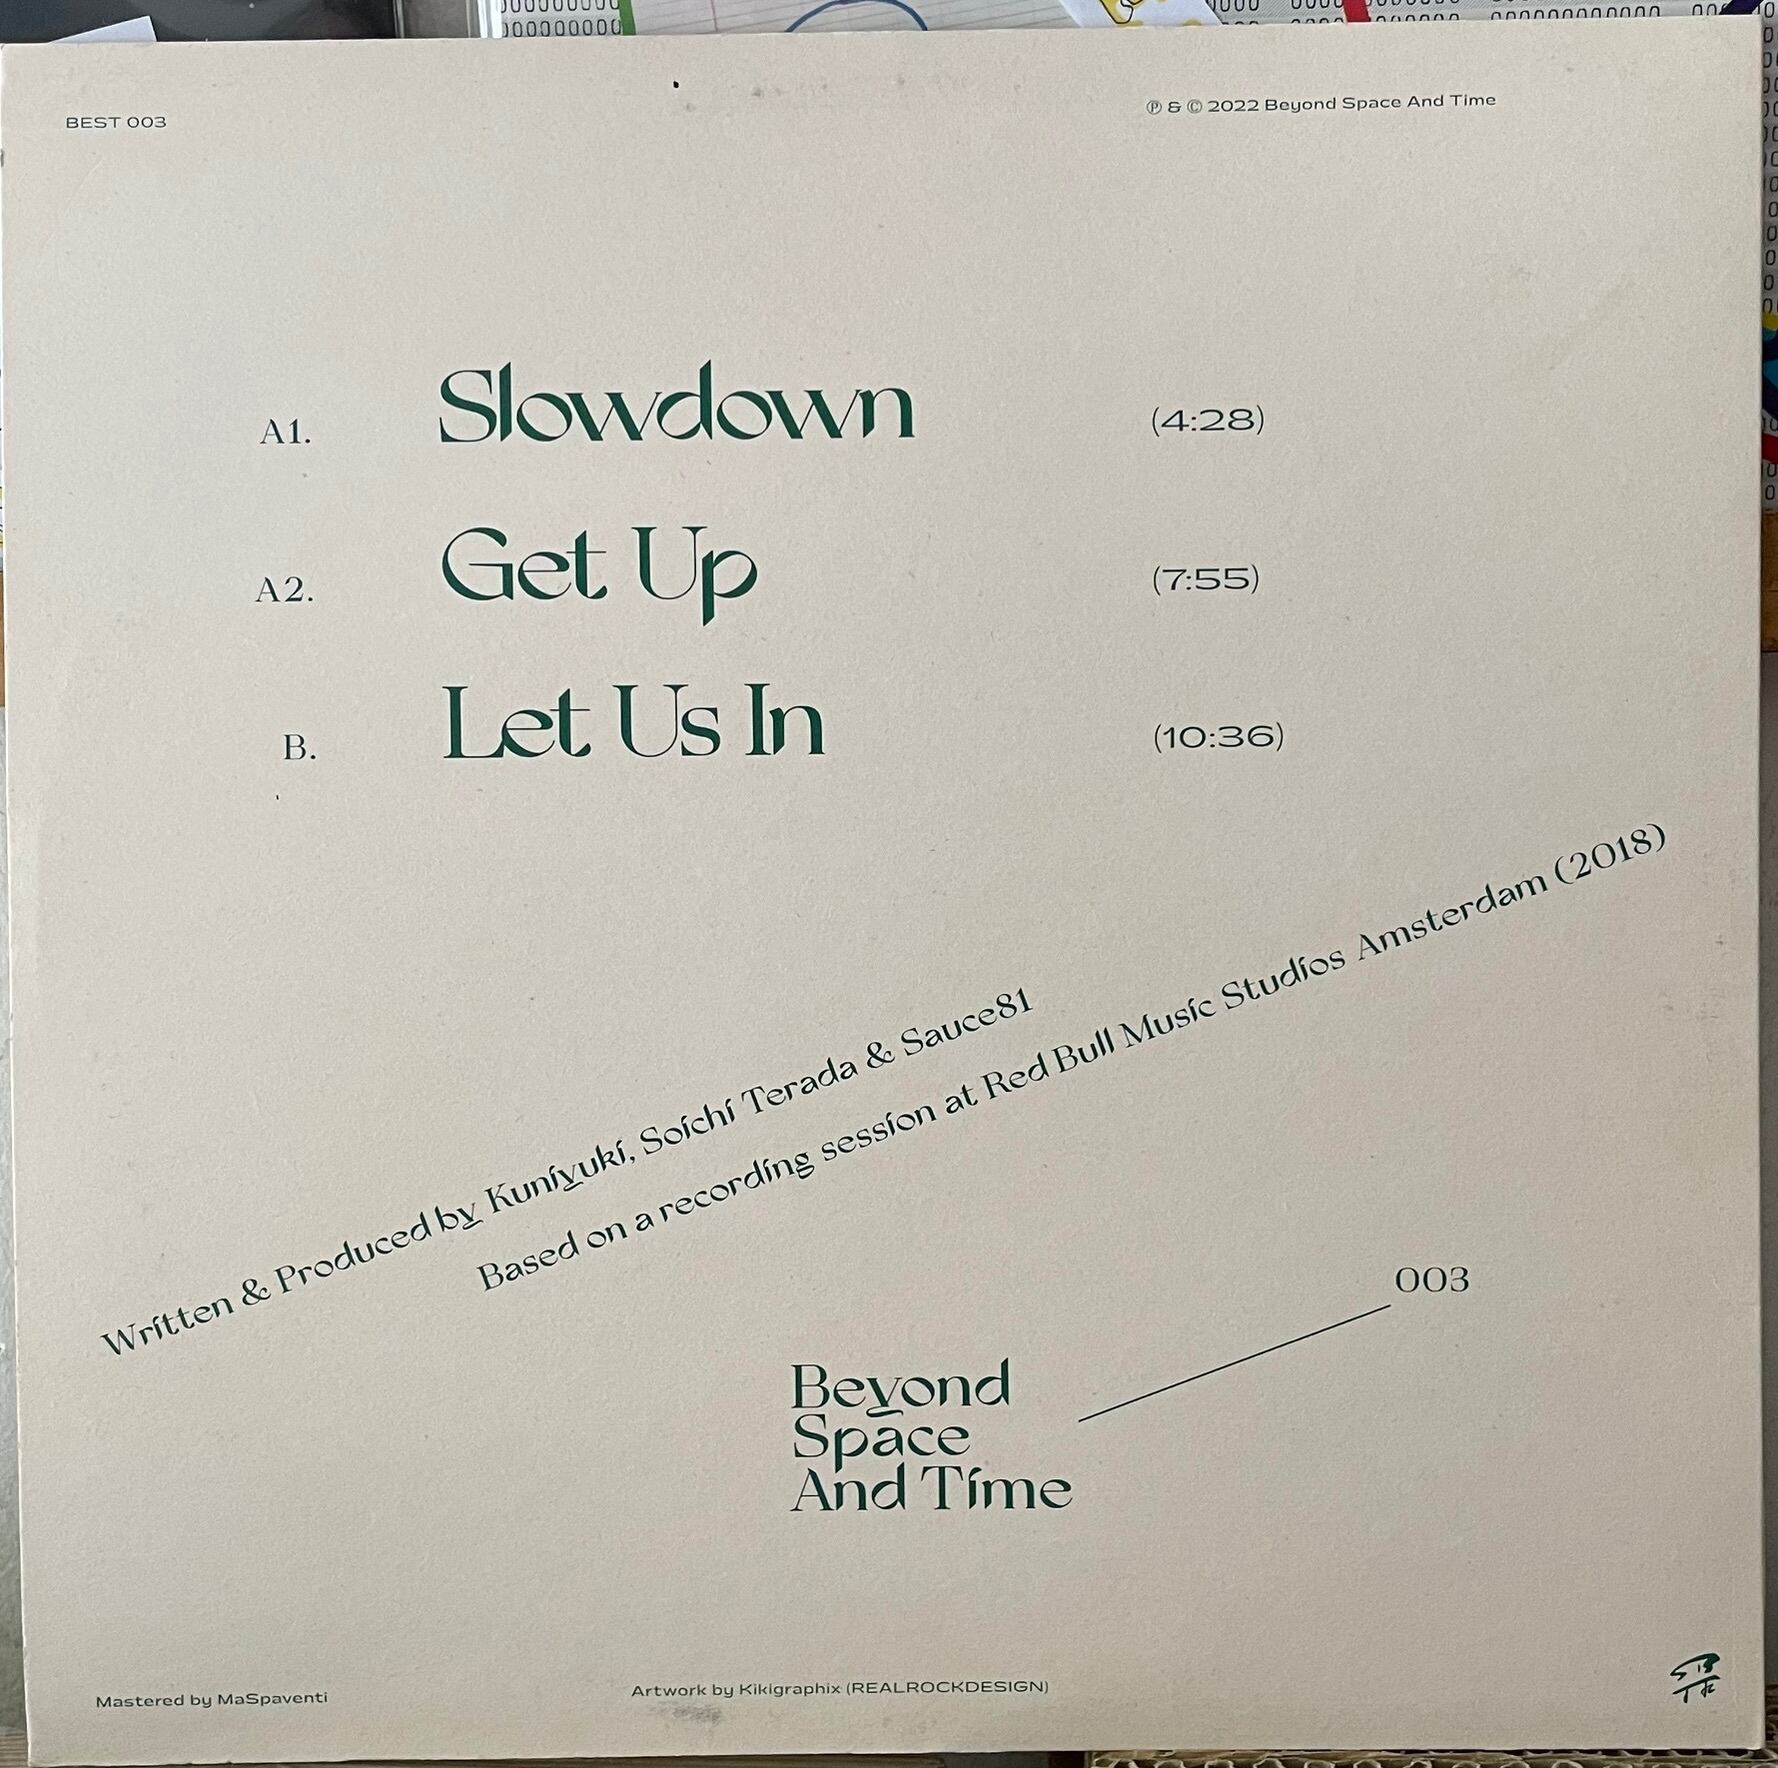 BEST 003
℗ & © 2022 Beyond Space And Time
A1. Slowdown (4:28)
A2. Get Up (7:55)
B. Let Us In (10:36)
Written & Produced by Kuniyuki, Soichi Terada & Sauce81
Based on a recording session at Red Bull Music Studios Amsterdam (2018)
003
Beyond
Space
And Time
Mastered by MaSpaventi
Artwork by Kikigraphix (REALROCKDESIGN)